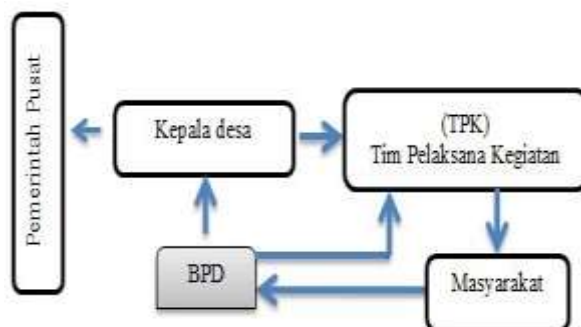 Pemerintah Pusat
Kepala desa
(TPK)
Tim Pelaksana Kegiatan
BPD
Masyarakat